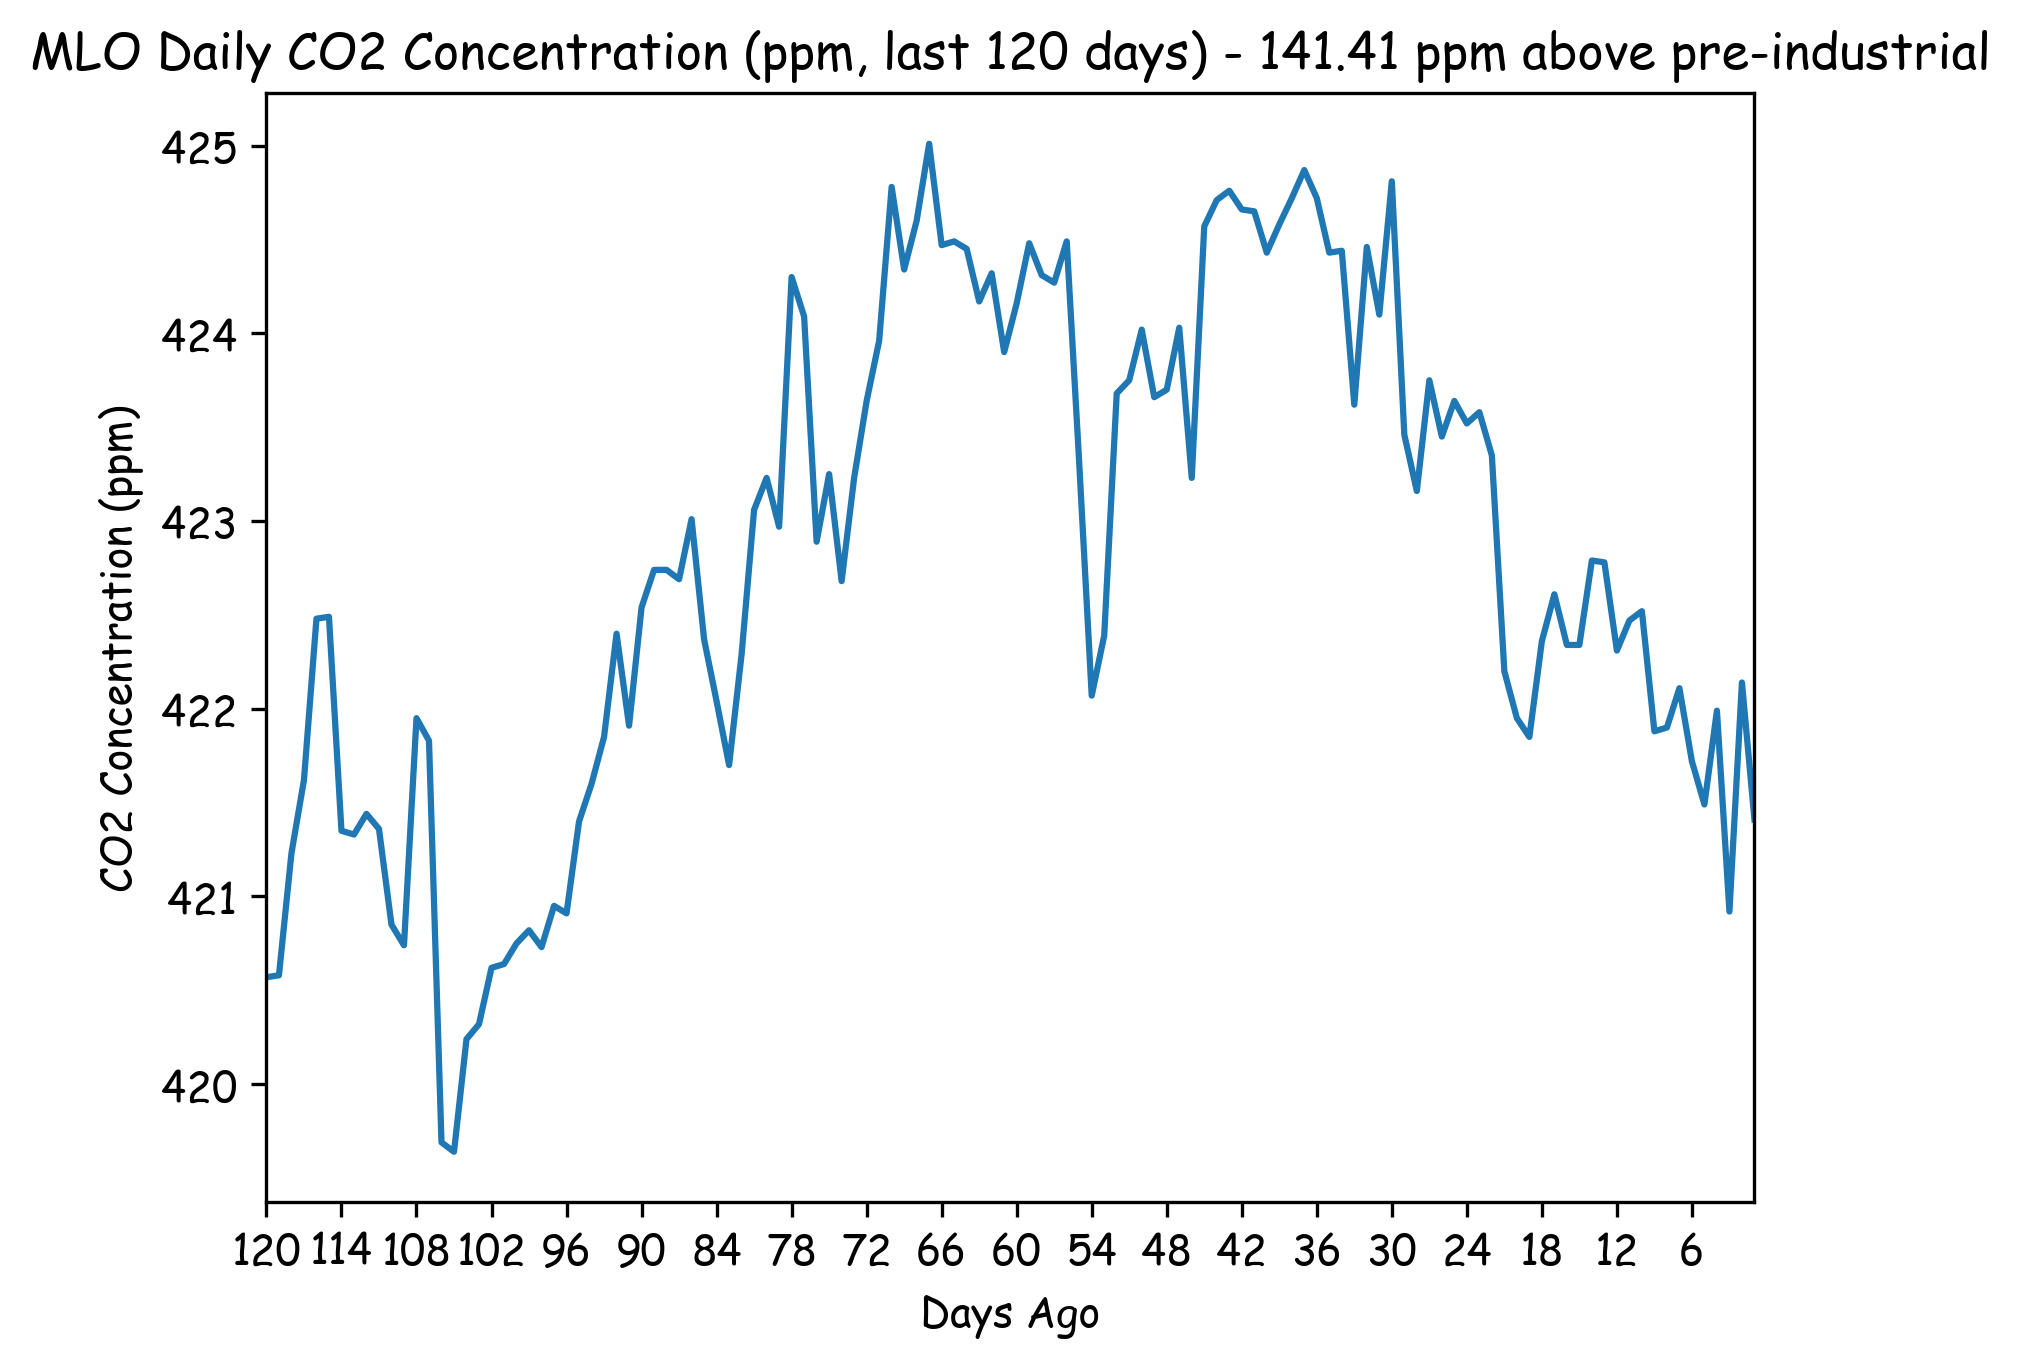 MLO Daily CO2 Concentration (ppm, last 120 days) - 141.41 ppm above pre-industrial
425
424
423
422
421
420
CO2 Concentration (ppm)
120 114 108 102 96 90 84 78 72 66 60 54 48 42 36 30 24 18 12 6
Days Ago